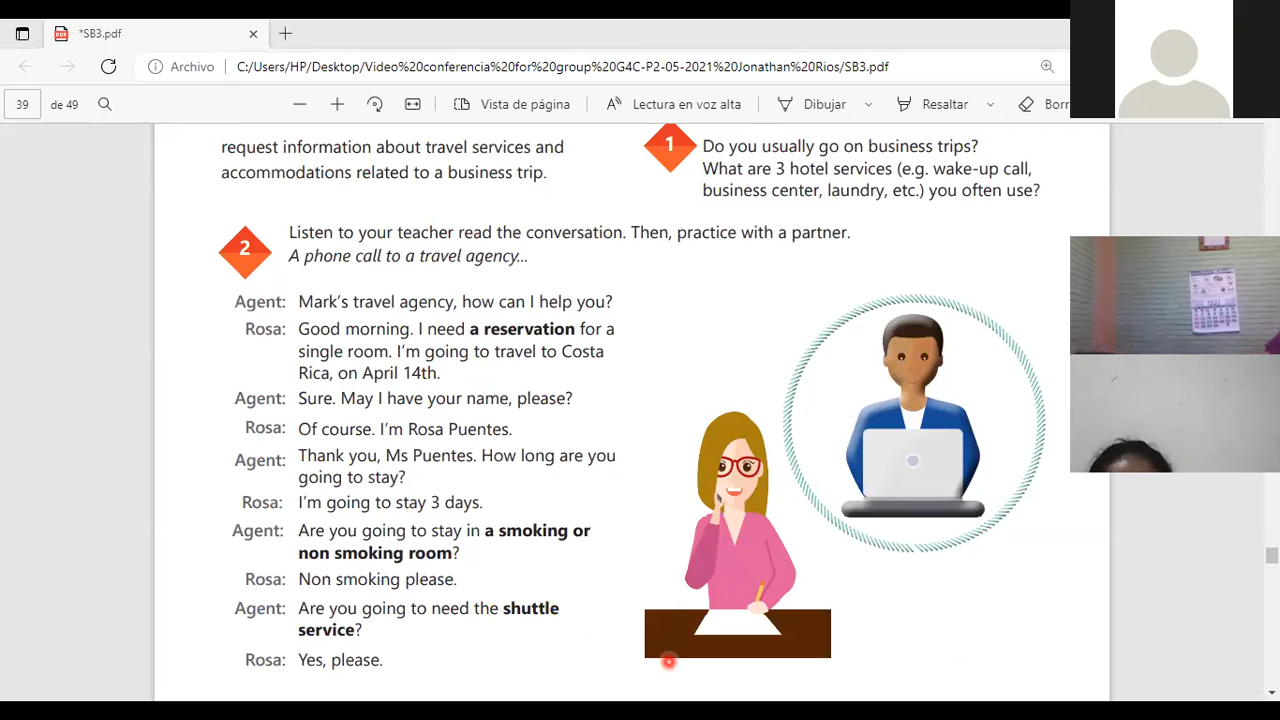 *SB3.pdf
Archivo
C:/Users/HP/Desktop/Video%20conferencia%20for%20group%20G4C-P2-05-2021%20Jonathan%20Rios/SB3.pdf
39 de 49
Vista de página
Lectura en voz alta
Dibujar
Resaltar
Borr
request information about travel services and
accommodations related to a business trip.
1
Do you usually go on business trips?
What are 3 hotel services (e.g. wake-up call,
business center, laundry, etc.) you often use?
2
Listen to your teacher read the conversation. Then, practice with a partner.
A phone call to a travel agency...
Agent: Mark's travel agency, how can I help you?
Rosa: Good morning. I need a reservation for a
single room. I'm going to travel to Costa
Rica, on April 14th.
Agent: Sure. May I have your name, please?
Rosa: Of course. I'm Rosa Puentes.
Agent: Thank you, Ms Puentes. How long are you
going to stay?
Rosa: I'm going to stay 3 days.
Agent: Are you going to stay in a smoking or
non smoking room?
Rosa: Non smoking please.
Agent: Are you going to need the shuttle
service?
Rosa: Yes, please.